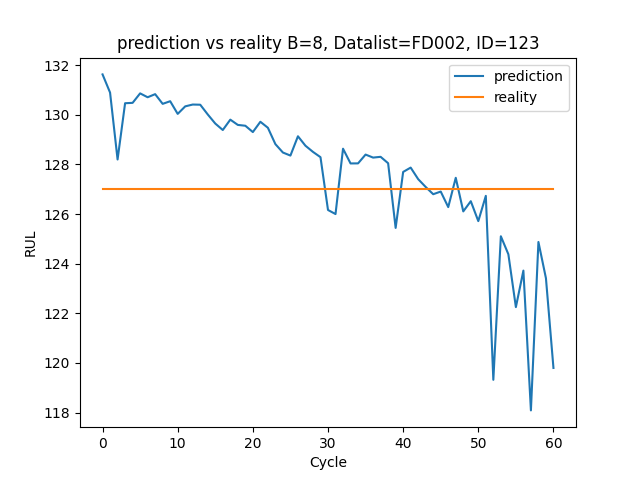 prediction vs reality B=8, Datalist=FD002, ID=123
prediction
reality
RUL
132
130
128
126
124
122
120
118
0 10 20 30 40 50 60
Cycle